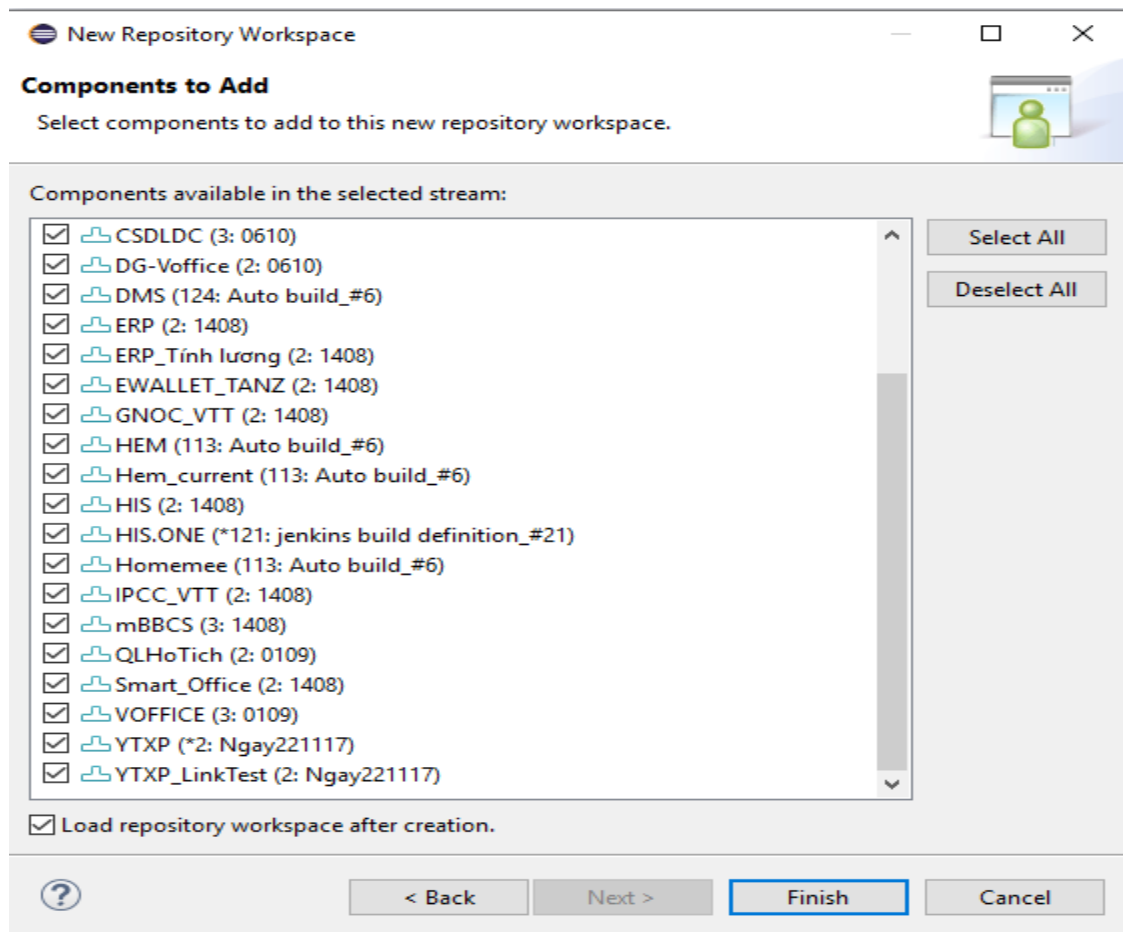 New Repository Workspace
Components to Add
Select components to add to this new repository workspace.
Components available in the selected stream:
CSDLDC (3: 0610)
DG-Voffice (2: 0610)
DMS (124: Auto build_#6)
ERP (2: 1408)
ERP_Tính lương (2: 1408)
EWALLET_TANZ (2: 1408)
GNOC_VTT (2: 1408)
HEM (113: Auto build_#6)
Hem_current (113: Auto build_#6)
HIS (2: 1408)
HIS.ONE (*121: jenkins build definition_#21)
Homemee (113: Auto build_#6)
IPCC_VTT (2: 1408)
mBBCS (3: 1408)
QLHoTich (2: 0109)
Smart_Office (2: 1408)
VOFFICE (3: 0109)
YTXP (*2: Ngay221117)
YTXP_LinkTest (2: Ngay221117)
Select All
Deselect All
Load repository workspace after creation.
? < Back Next > Finish Cancel